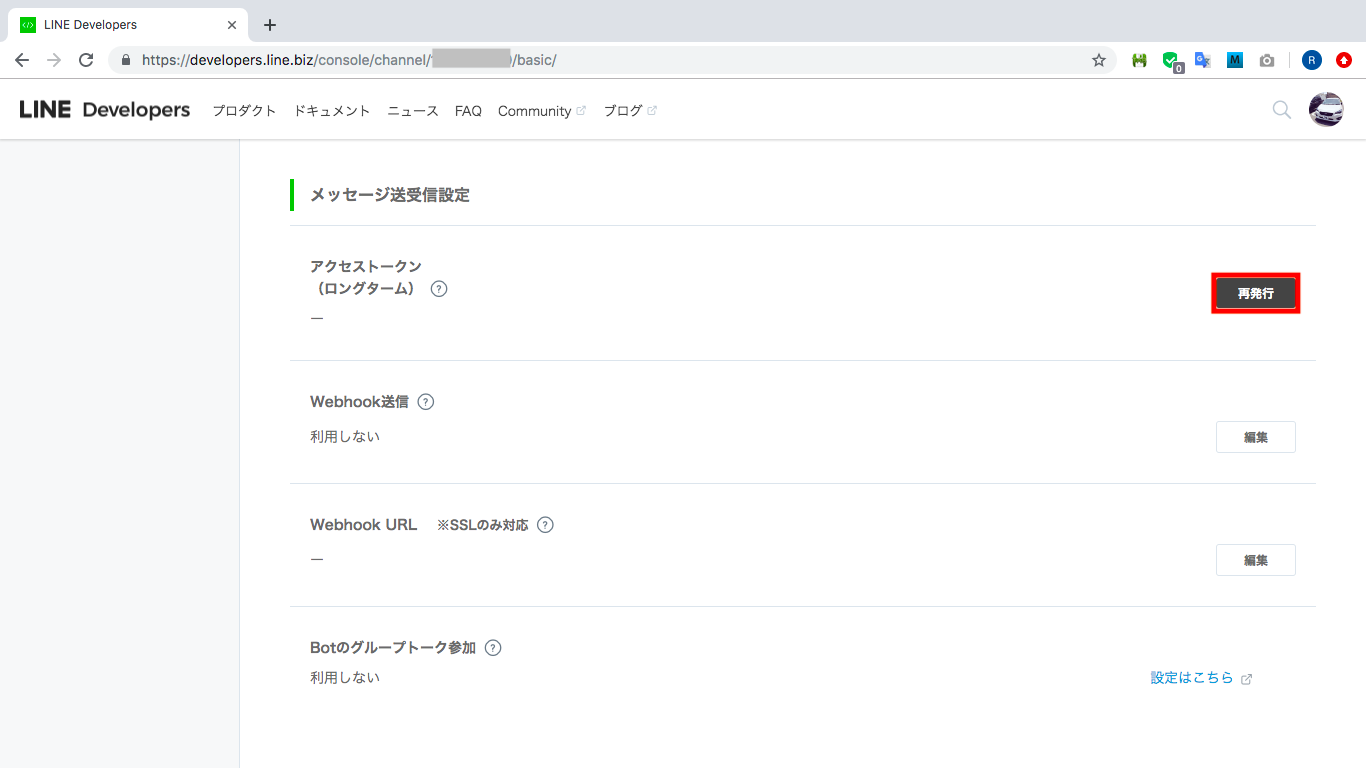 LINE Developers
https://developers.line.biz/console/channel/
/basic/
0
M
R
LINE Developers プロダクト ドキュメント ニュース FAQ Community ブログ
メッセージ送受信設定
アクセストークン
（ロングターム） ?
—
再発行
Webhook送信 ?
利用しない
編集
Webhook URL ※SSLのみ対応 ?
—
編集
Botのグループトーク参加 ?
利用しない
設定はこちら